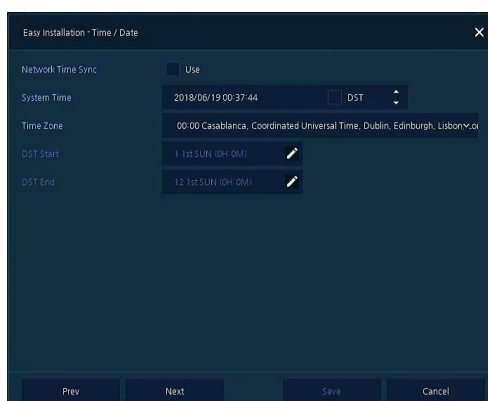 Easy Installation - Time / Date
Network Time Sync Use
System Time 2018/06/19 00:37:44 DST
Time Zone 00:00 Casablanca, Coordinated Universal Time, Dublin, Edinburgh, Lisbon,
DST Start 1 1st SUN (0H:0M)
DST End 12 1st SUN (0H:0M)
Prev Next Save Cancel